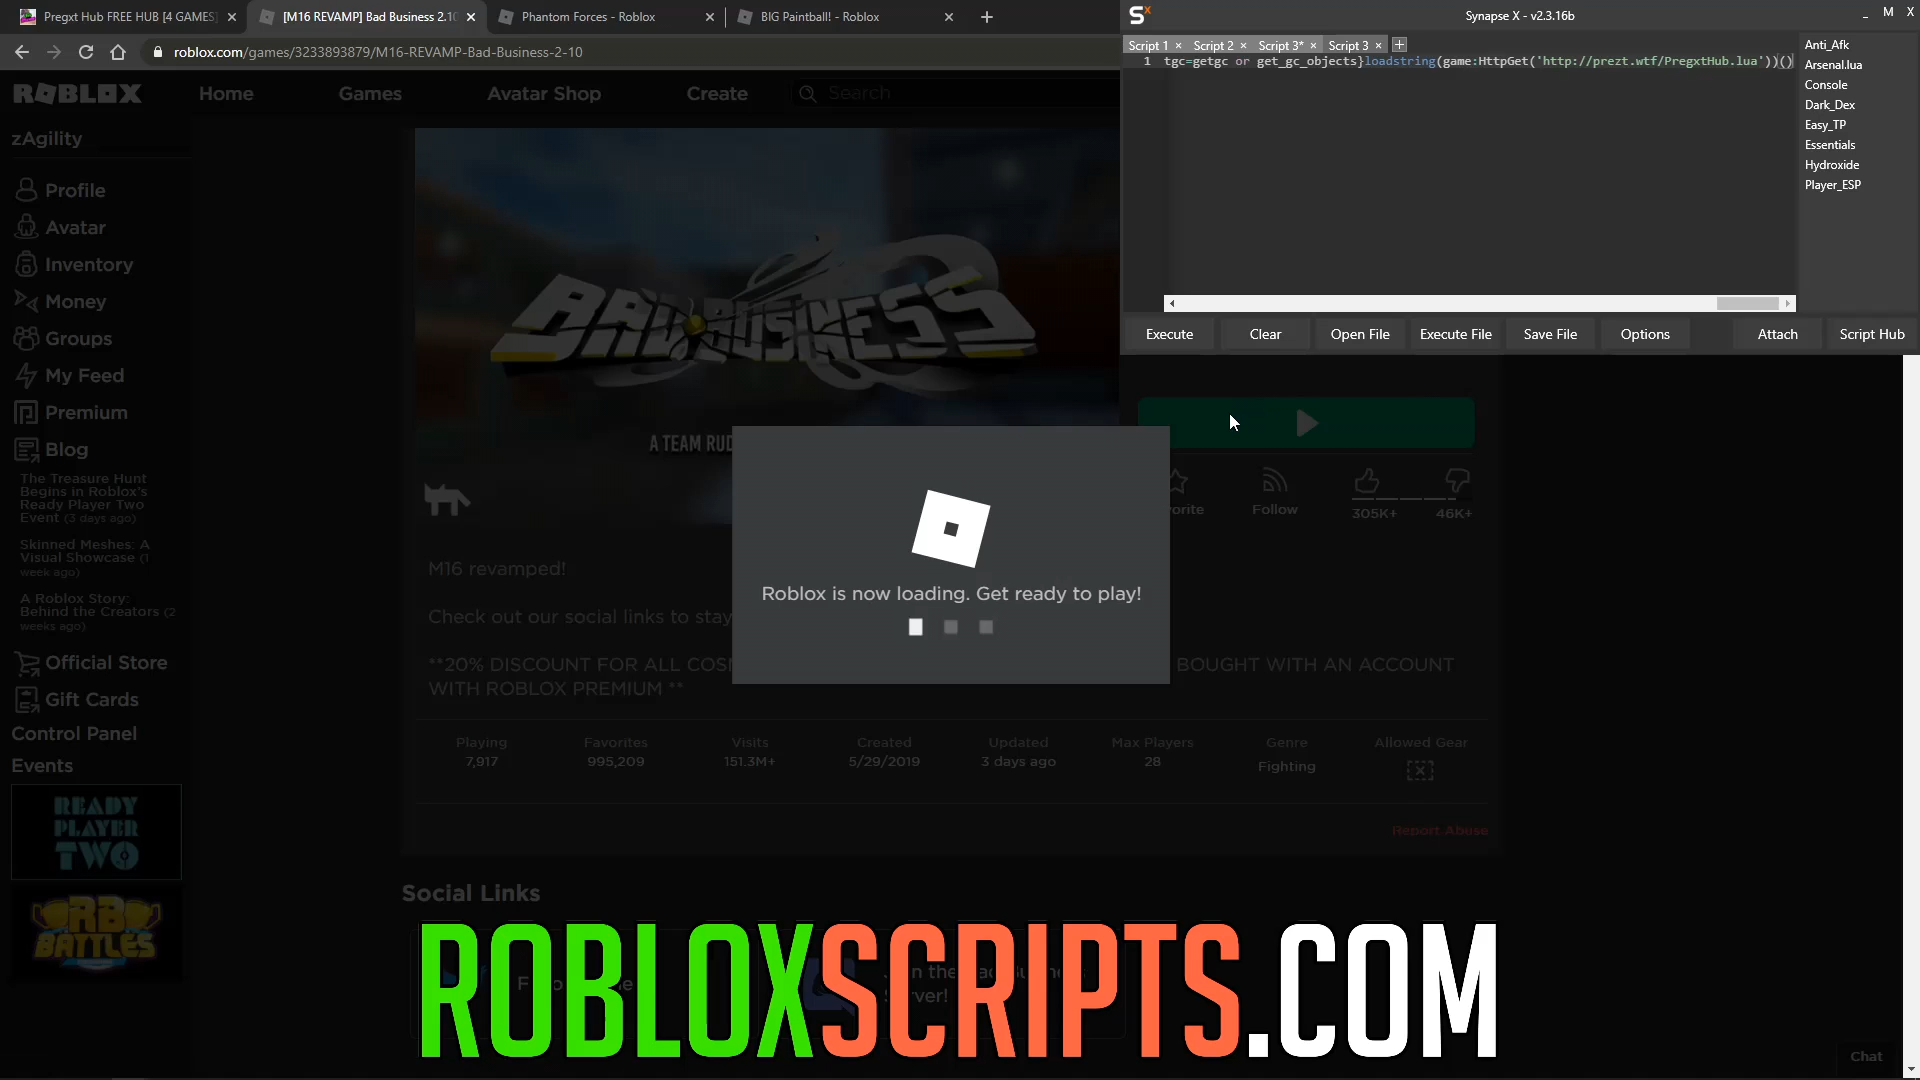 Pregxt Hub FREE HUB [4 GAMES]
[M16 REVAMP] Bad Business 2.10
Phantom Forces - Roblox
BIG Paintball! - Roblox
roblox.com/games/3233893879/M16-REVAMP-Bad-Business-2-10
Synapse X - v2.3.16b
Script 1
Script 2
Script 3*
Script 3
1 tgc=getgc or get_gc_objects}loadstring(game:HttpGet('http://prezt.wtf/PregxtHub.lua'))()
Anti_Afk
Arsenal.lua
Console
Dark_Dex
Easy_TP
Essentials
Hydroxide
Player_ESP
Execute
Clear
Open File
Execute File
Save File
Options
Attach
Script Hub
ROBLOX
Home
Games
Avatar Shop
Create
Search
zAgility
Profile
Avatar
Inventory
Money
Groups
My Feed
Premium
Blog
The Treasure Hunt
Begins in Roblox's
Ready Player Two
Event (3 days ago)
Skinned Meshes: A
Visual Showcase (1
week ago)
A Roblox Story:
Behind the Creators (2
weeks ago)
Official Store
Gift Cards
Control Panel
Events
READY
PLAYER
TWO
RB
BATTLES
BAD BUSINESS
A TEAM RUD
Roblox is now loading. Get ready to play!
orite
Follow
305K+
46K+
M16 revamped!
Check out our social links to stay
**20% DISCOUNT FOR ALL COS
BOUGHT WITH AN ACCOUNT
WITH ROBLOX PREMIUM **
Playing
7,917
Favorites
995,209
Visits
151.3M+
Created
5/29/2019
Updated
3 days ago
Max Players
28
Genre
Fighting
Allowed Gear
Report Abuse
Social Links
ROBLOXSCRIPTS.COM
Chat